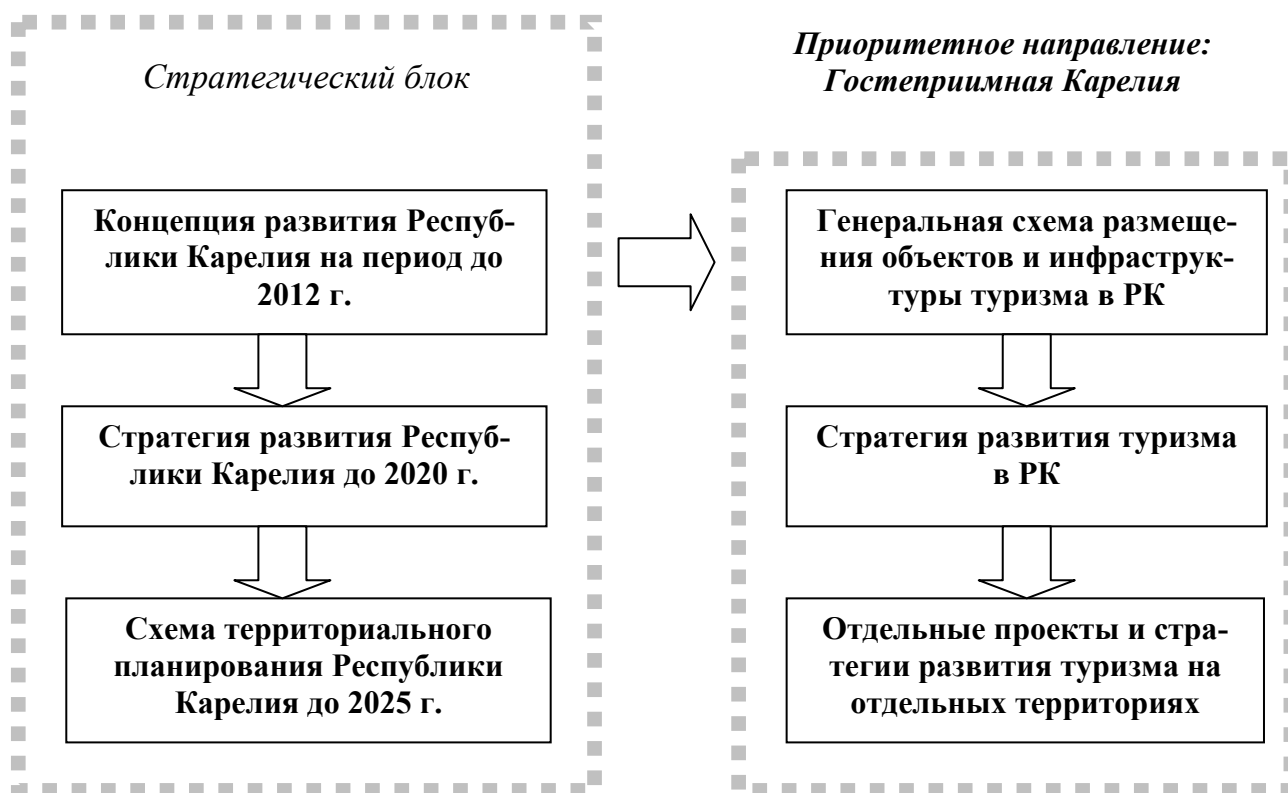 Стратегический блок
Концепция развития Респуб-
лики Карелия на период до
2012 г.
Стратегия развития Респуб-
лики Карелия до 2020 г.
Схема территориального
планирования Республики
Карелия до 2025 г.
Приоритетное направление:
Гостеприимная Карелия
Генеральная схема размеще-
ния объектов и инфраструк-
туры туризма в РК
Стратегия развития туризма
в РК
Отдельные проекты и стра-
тегии развития туризма на
отдельных территориях